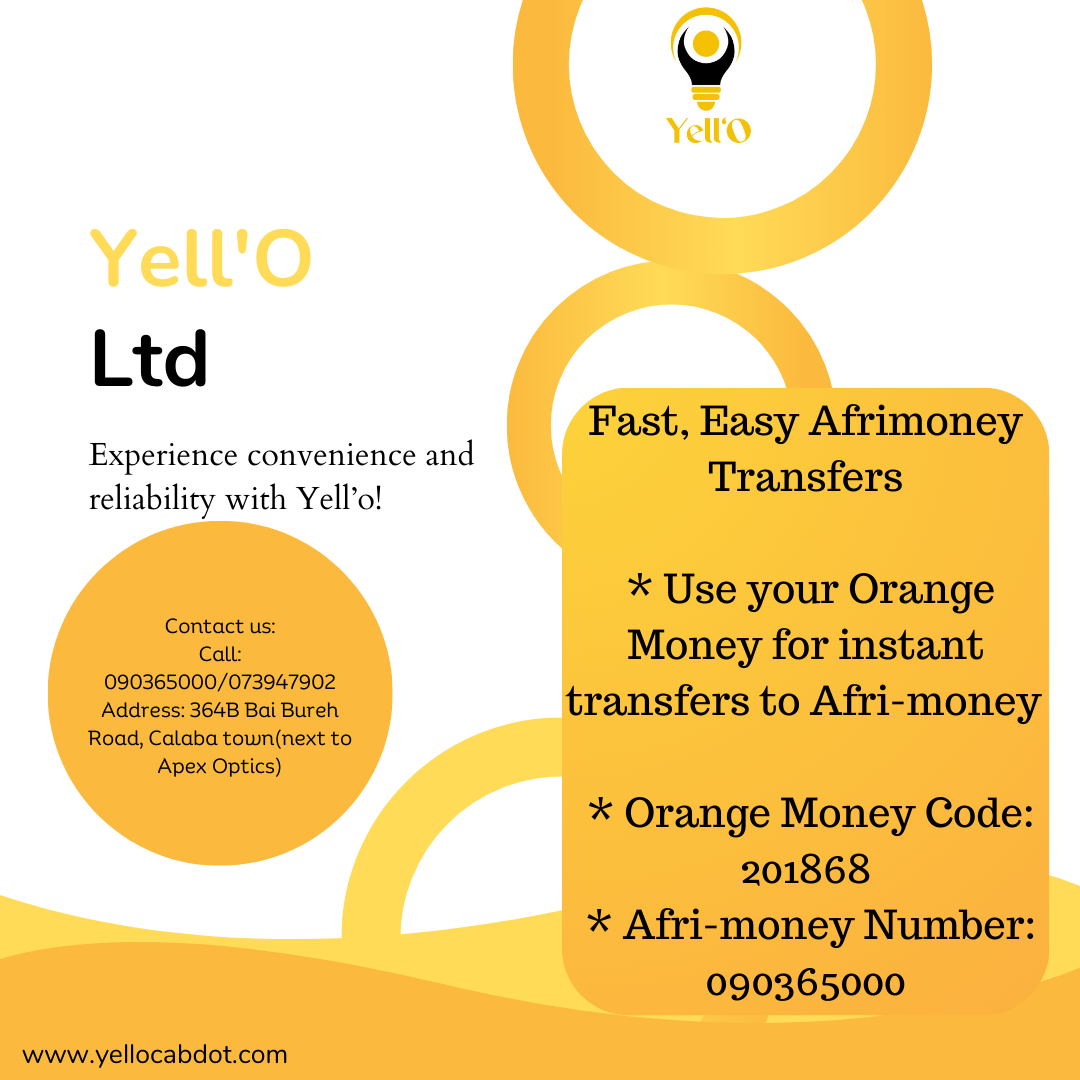 Yell'O
Yell'O
Ltd
Experience convenience and
reliability with Yell’o!
Contact us:
Call:
090365000/073947902
Address: 364B Bai Bureh
Road, Calaba town(next to
Apex Optics)
Fast, Easy Afrimoney
Transfers
* Use your Orange
Money for instant
transfers to Afri-money
* Orange Money Code:
201868
* Afri-money Number:
090365000
www.yellocabdot.com